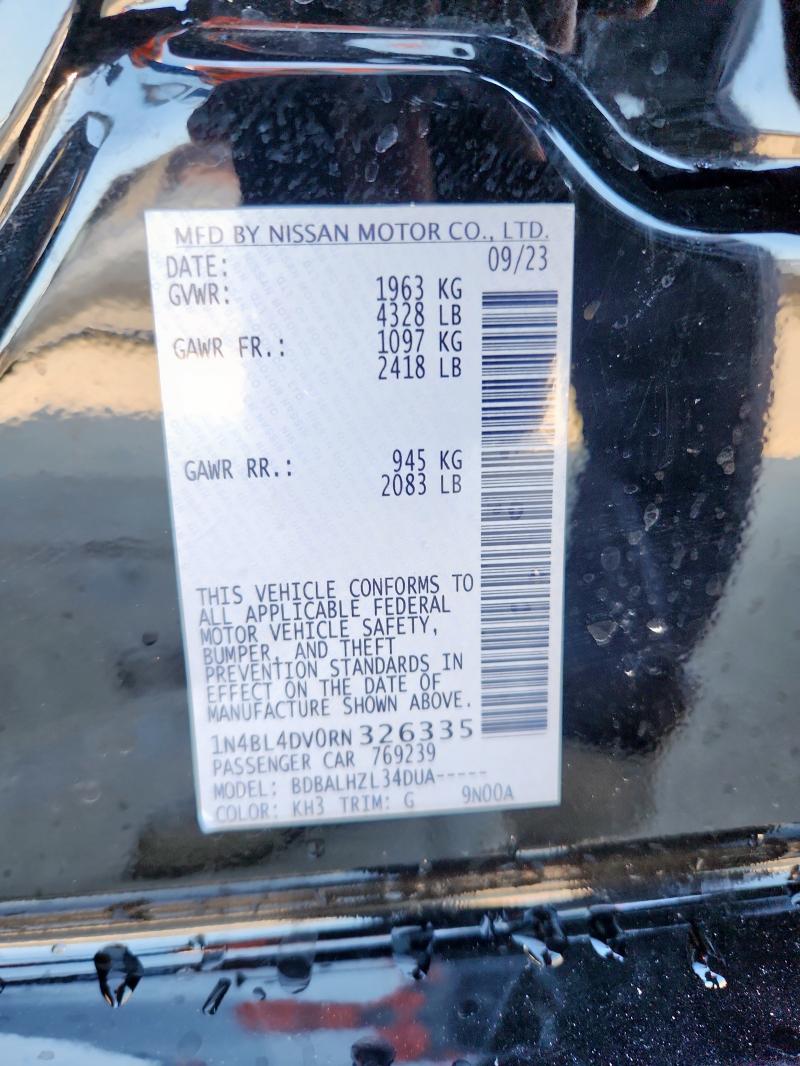 MFD BY NISSAN MOTOR CO., LTD.
DATE: 09/23
GVWR: 1963 KG
4328 LB
GAWR FR.: 1097 KG
2418 LB
GAWR RR.: 945 KG
2083 LB
THIS VEHICLE CONFORMS TO
ALL APPLICABLE FEDERAL
MOTOR VEHICLE SAFETY,
BUMPER, AND THEFT
PREVENTION STANDARDS IN
EFFECT ON THE DATE OF
MANUFACTURE SHOWN ABOVE.
1N4BL4DV0RN326335
PASSENGER CAR 769239
MODEL: BDBALHZL34DUA-----
COLOR: KH3 TRIM: G 9N00A